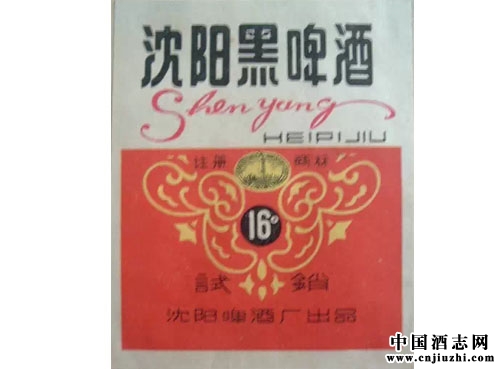 沈阳黑啤酒
Shenyang
HEIPIJIU
注册 商标
16°
試銷
沈阳啤酒厂出品
中国酒志网
www.cnjiuzhi.cn